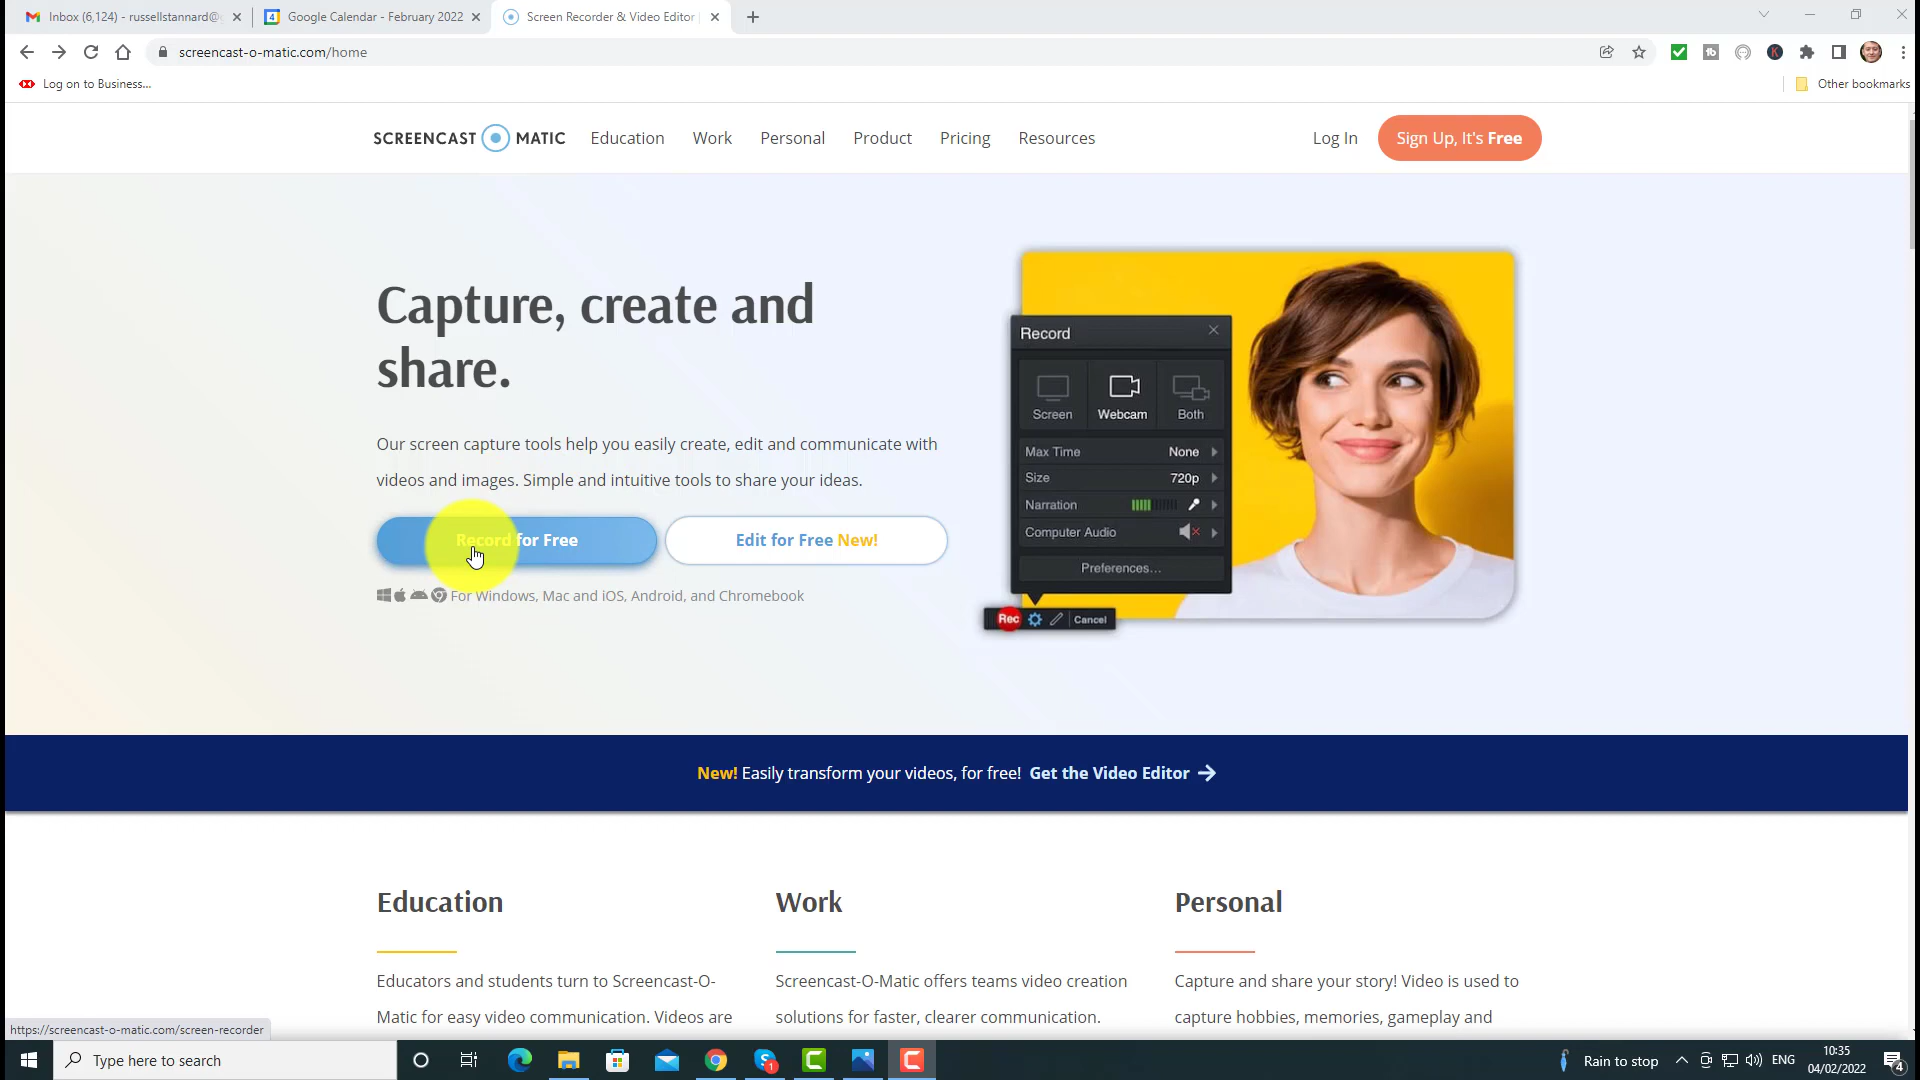 Inbox (6,124) - russellstannard@
Google Calendar - February 2022
Screen Recorder & Video Editor
screencast-o-matic.com/home
Log on to Business...
Other bookmarks
SCREENCAST MATIC
Education
Work
Personal
Product
Pricing
Resources
Log In
Sign Up, It's Free
Capture, create and
share.
Our screen capture tools help you easily create, edit and communicate with
videos and images. Simple and intuitive tools to share your ideas.
Record for Free
Edit for Free New!
For Windows, Mac and iOS, Android, and Chromebook
Record
Screen
Webcam
Both
Max Time None
Size 720p
Narration
Computer Audio
Preferences...
Rec
Cancel
New! Easily transform your videos, for free! Get the Video Editor
Education
Educators and students turn to Screencast-O-
Matic for easy video communication. Videos are
Work
Screencast-O-Matic offers teams video creation
solutions for faster, clearer communication.
Personal
Capture and share your story! Video is used to
capture hobbies, memories, gameplay and
https://screencast-o-matic.com/screen-recorder
Type here to search
Rain to stop
ENG
10:35
04/02/2022
4